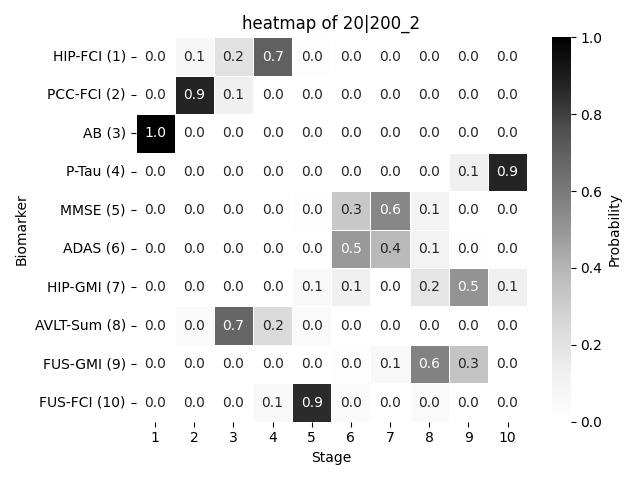 heatmap of 20|200_2
Biomarker
HIP-FCI (1) 0.0 0.1 0.2 0.7 0.0 0.0 0.0 0.0 0.0 0.0
PCC-FCI (2) 0.0 0.9 0.1 0.0 0.0 0.0 0.0 0.0 0.0 0.0
AB (3) 1.0 0.0 0.0 0.0 0.0 0.0 0.0 0.0 0.0 0.0
P-Tau (4) 0.0 0.0 0.0 0.0 0.0 0.0 0.0 0.0 0.1 0.9
MMSE (5) 0.0 0.0 0.0 0.0 0.0 0.3 0.6 0.1 0.0 0.0
ADAS (6) 0.0 0.0 0.0 0.0 0.0 0.5 0.4 0.1 0.0 0.0
HIP-GMI (7) 0.0 0.0 0.0 0.0 0.1 0.1 0.0 0.2 0.5 0.1
AVLT-Sum (8) 0.0 0.0 0.7 0.2 0.0 0.0 0.0 0.0 0.0 0.0
FUS-GMI (9) 0.0 0.0 0.0 0.0 0.0 0.0 0.1 0.6 0.3 0.0
FUS-FCI (10) 0.0 0.0 0.0 0.1 0.9 0.0 0.0 0.0 0.0 0.0
1 2 3 4 5 6 7 8 9 10
Stage
1.0
0.8
0.6
0.4
0.2
0.0
Probability